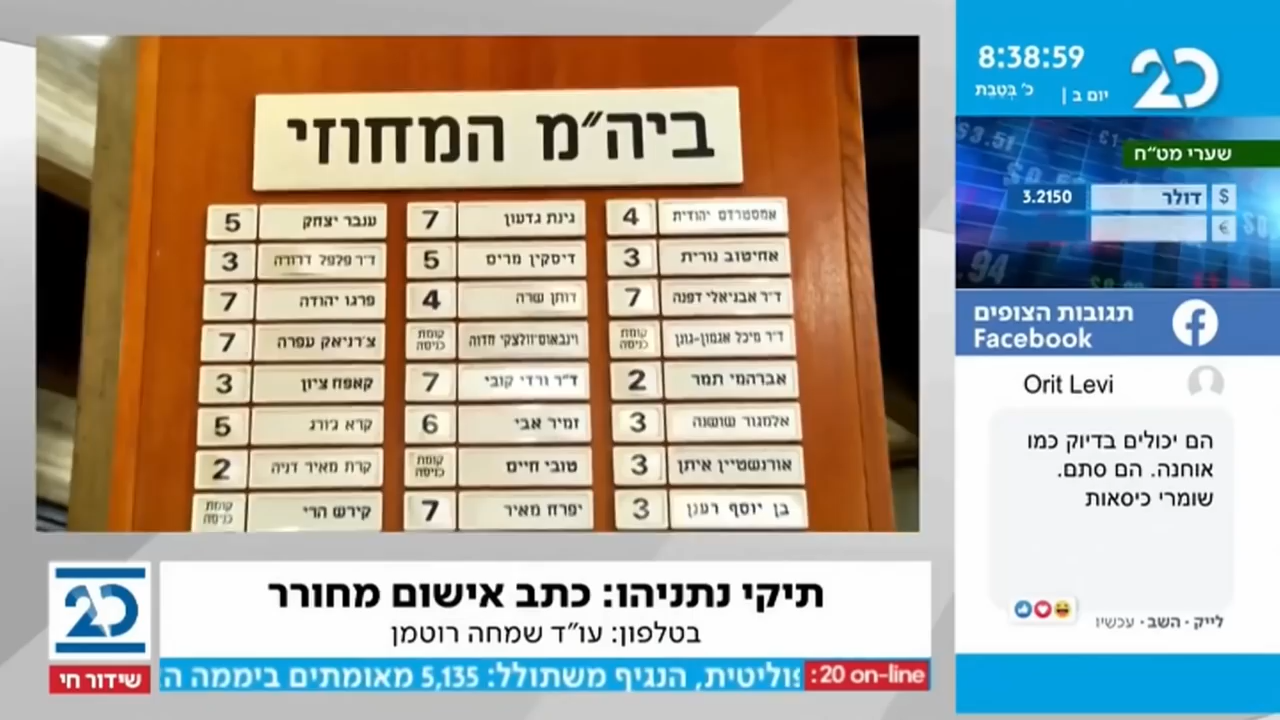 ביה״מ המחוזי
אמסטרדם יהודית 4
גינת גדעון 7
ענבר יצחק 5
אחיטוב נורית 3
דיסקין מרים 5
ד״ר פלפל דרורה 3
ד״ר אבניאלי דפנה 7
דותן שרה 4
פרגו יהודה 7
ד״ר מיכל אגמון-גונן קומת כניסה
וינבאום-וולצקי חדוה קומת כניסה
צ׳רניאק עפרה 7
אברהמי תמר 2
ד״ר ורדי קובי 7
קאפח ציון 3
אלמגור שושנה 3
זמיר אבי 6
קרא ג׳ורג 5
אורנשטיין איתן 3
טובי חיים קומת כניסה
קרת מאיר דניה 2
בן יוסף רענן 3
יפרח מאיר 7
קירש הרי קומת כניסה
8:38:59
יום ב | כ׳ בְּטֵבֵת
20
שערי מט״ח
$ דולר 3.2150
€
תגובות הצופים
Facebook
Orit Levi
הם יכולים בדיוק כמו
אוחנה. הם סתם.
שומרי כיסאות
לייק · השב · עכשיו
תיקי נתניהו: כתב אישום מחורר
בטלפון: עו״ד שמחה רוטמן
20
שידור חי
20 on-line:
פוליטית, הנגיף משתולל: 5,135 מאומתים ביממה